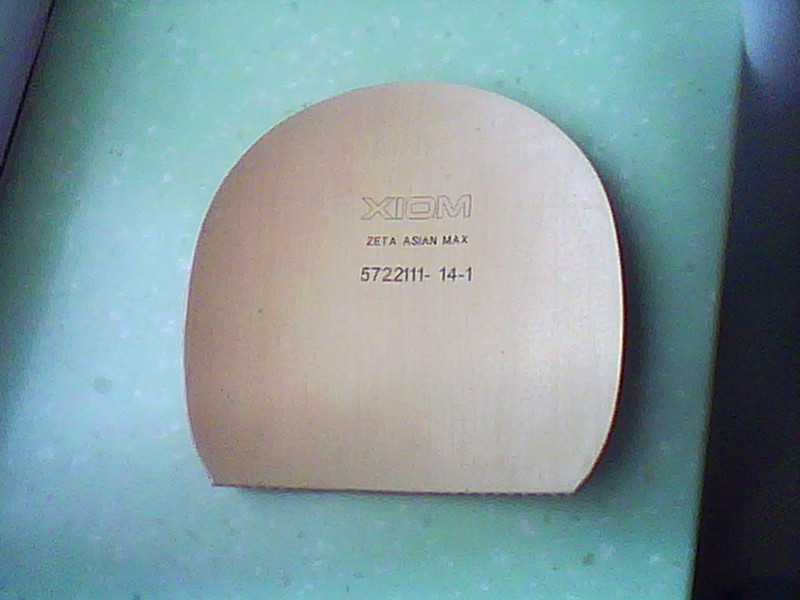 XIOM
ZETA ASIAN MAX
5722111- 14-1